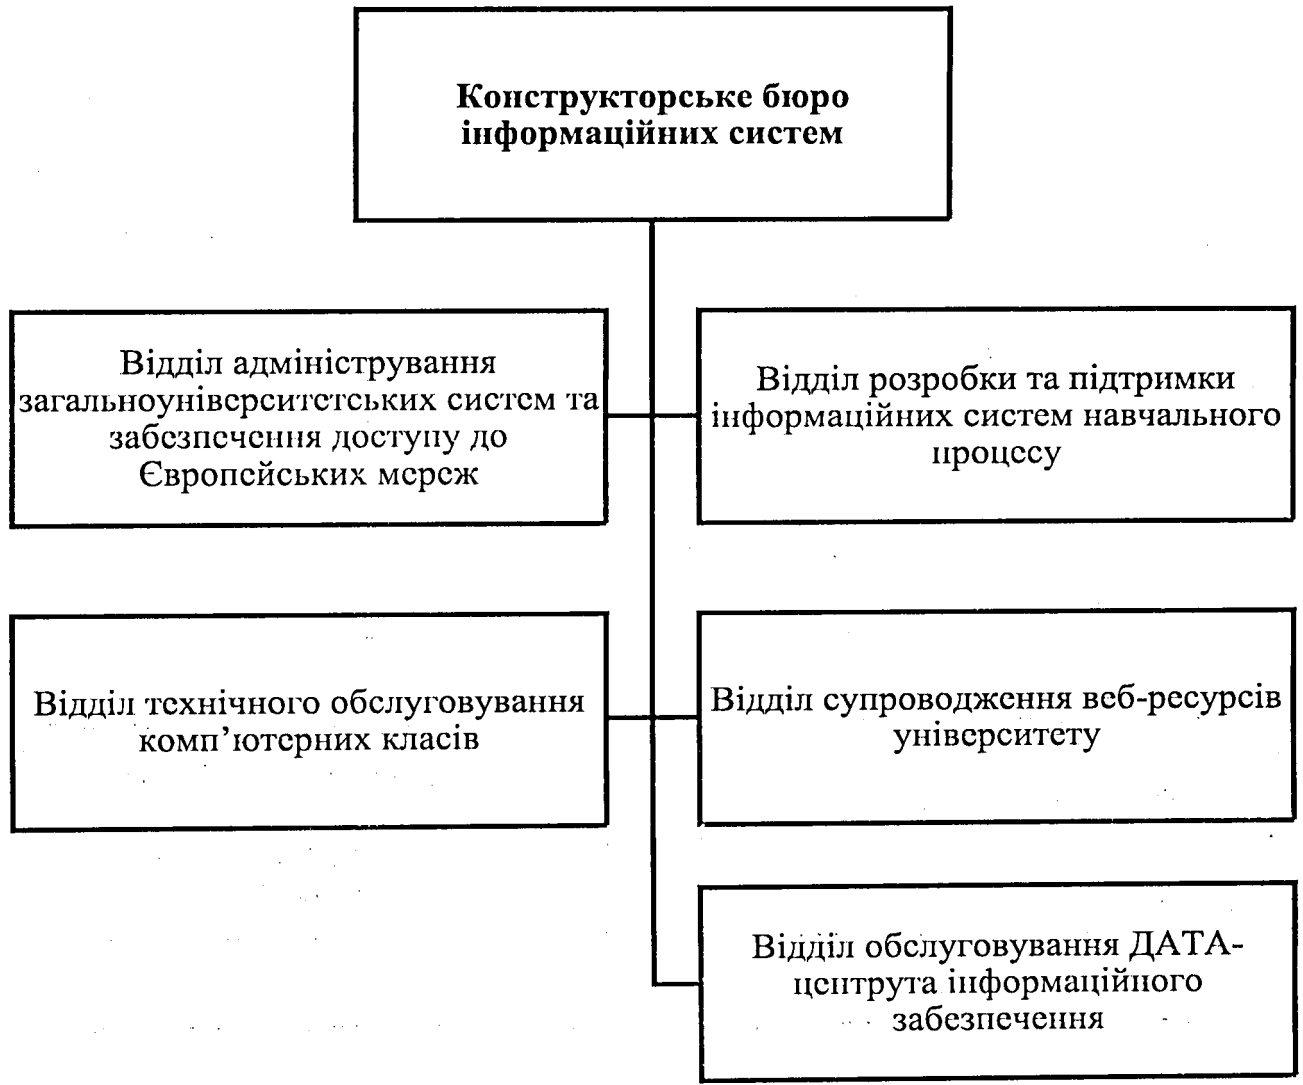 Конструкторське бюро
інформаційних систем
Відділ адміністрування
загальноуніверситетських систем та
забезпечення доступу до
Європейських мереж
Відділ розробки та підтримки
інформаційних систем навчального
процесу
Відділ технічного обслуговування
комп’ютерних класів
Відділ супроводження веб-ресурсів
університету
Відділ обслуговування ДАТА-
центрута інформаційного
забезпечення